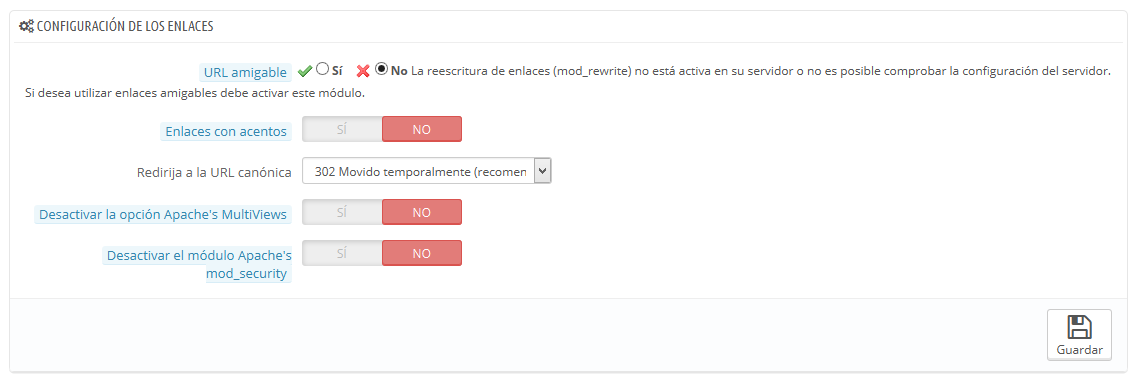 CONFIGURACIÓN DE LOS ENLACES
URL amigable Sí No La reescritura de enlaces (mod_rewrite) no está activa en su servidor o no es posible comprobar la configuración del servidor.
Si desea utilizar enlaces amigables debe activar este módulo.
Enlaces con acentos SÍ NO
Redirija a la URL canónica 302 Movido temporalmente (recomen
Desactivar la opción Apache's MultiViews SÍ NO
Desactivar el módulo Apache's SÍ NO
mod_security
Guardar